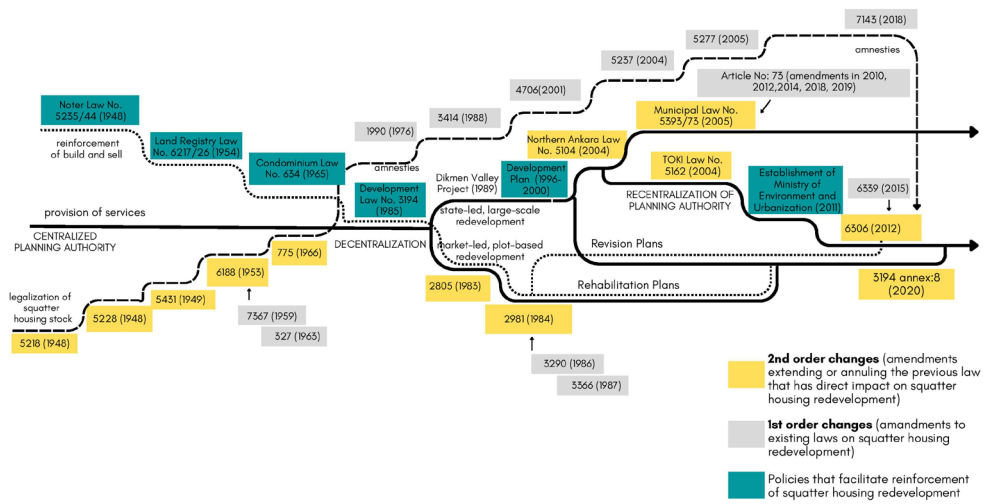 7143 (2018)
5277 (2005)
amnesties
5237 (2004)
Article No: 73 (amendments in 2010,
2012,2014, 2018, 2019)
4706(2001)
Noter Law No.
5235/44 (1948)
3414 (1988)
Municipal Law No.
5393/73 (2005)
1990 (1976)
reinforcement
of build and sell
Land Registry Law
No. 6217/26 (1954)
Northern Ankara Law
No. 5104 (2004)
Condominium Law
No. 634 (1965)
amnesties
TOKI Law No.
5162 (2004)
Dikmen Valley
Project (1989)
Development
Plan (1996-
2000)
Establishment of
Ministry of
Environment and
Urbanization (2011)
Development
Law No. 3194
(1985)
RECENTRALIZATION OF
PLANNING AUTHORITY
6339 (2015)
provision of services
state-led, large-scale
redevelopment
6306 (2012)
CENTRALIZED
PLANNING AUTHORITY
DECENTRALIZATION
market-led, plot-based
redevelopment
Revision Plans
775 (1966)
6188 (1953)
2805 (1983)
Rehabilitation Plans
3194 annex:8
(2020)
legalization of
squatter
housing stock
5431 (1949)
5228 (1948)
5218 (1948)
7367 (1959)
327 (1963)
2981 (1984)
3290 (1986)
3366 (1987)
2nd order changes (amendments
extending or annuling the previous law
that has direct impact on squatter
housing redevelopment)
1st order changes (amandments to
existing laws on squatter housing
redevelopment)
Policies that facilitate reinforcement
of squatter housing redevelopment